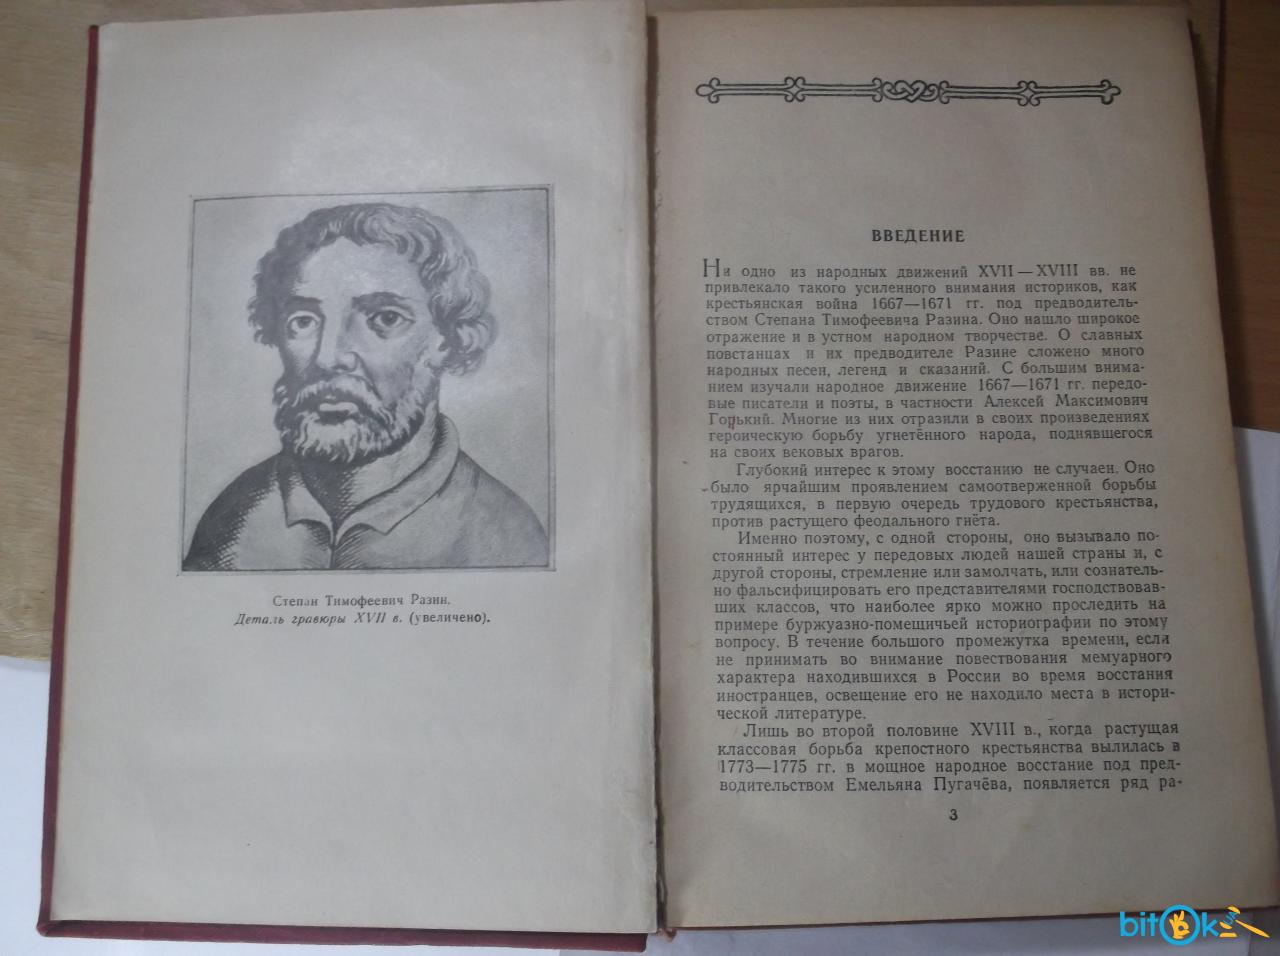 Степан Тимофеевич Разин.
Деталь гравюры XVII в. (увеличено).
ВВЕДЕНИЕ
Ни одно из народных движений XVII—XVIII вв. не
привлекало такого усиленного внимания историков, как
крестьянская война 1667—1671 гг. под предводитель-
ством Степана Тимофеевича Разина. Оно нашло широкое
отражение и в устном народном творчестве. О славных
повстанцах и их предводителе Разине сложено много
народных песен, легенд и сказаний. С большим внима-
нием изучали народное движение 1667—1671 гг. передо-
вые писатели и поэты, в частности Алексей Максимович
Горький. Многие из них отразили в своих произведениях
героическую борьбу угнетённого народа, поднявшегося
на своих вековых врагов.
Глубокий интерес к этому восстанию не случаен. Оно
было ярчайшим проявлением самоотверженной борьбы
трудящихся, в первую очередь трудового крестьянства,
против растущего феодального гнёта.
Именно поэтому, с одной стороны, оно вызывало по-
стоянный интерес у передовых людей нашей страны и, с
другой стороны, стремление или замолчать, или сознатель-
но фальсифицировать его представителями господствовав-
ших классов, что наиболее ярко можно проследить на
примере буржуазно-помещичьей историографии по этому
вопросу. В течение большого промежутка времени, если
не принимать во внимание повествования мемуарного
характера находившихся в России во время восстания
иностранцев, освещение его не находило места в истори-
ческой литературе.
Лишь во второй половине XVIII в., когда растущая
классовая борьба крепостного крестьянства вылилась в
1773—1775 гг. в мощное народное восстание под пред-
водительством Емельяна Пугачёва, появляется ряд ра-
3
bitOk